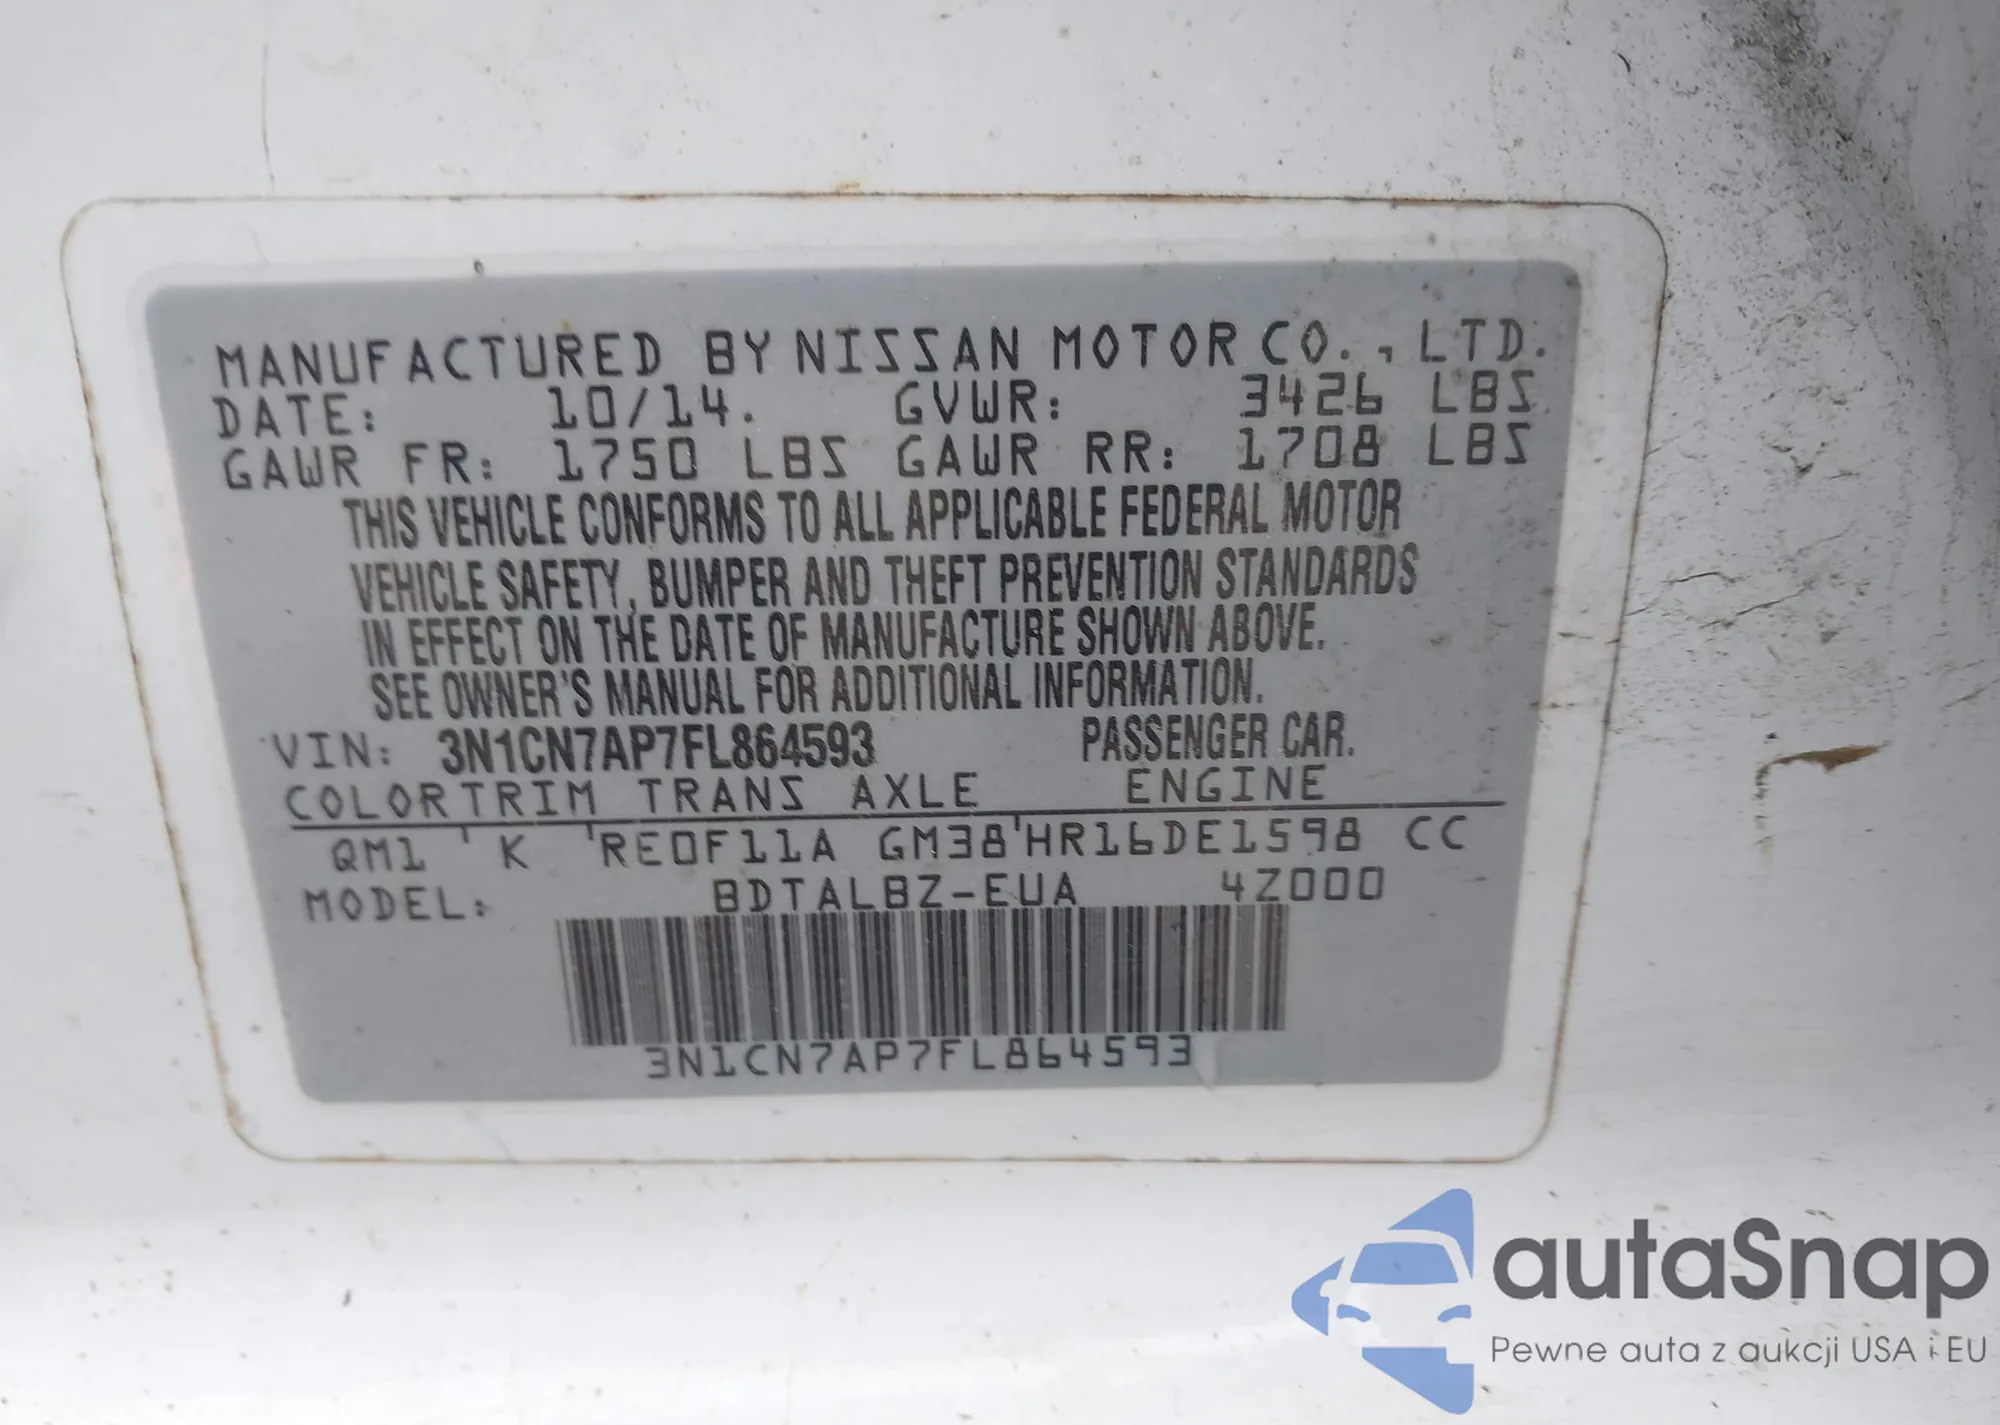 MANUFACTURED BY NISSAN MOTOR CO., LTD.
DATE: 10/14. GVWR: 3426 LBS
GAWR FR: 1750 LBS GAWR RR: 1708 LBS
THIS VEHICLE CONFORMS TO ALL APPLICABLE FEDERAL MOTOR
VEHICLE SAFETY, BUMPER AND THEFT PREVENTION STANDARDS
IN EFFECT ON THE DATE OF MANUFACTURE SHOWN ABOVE.
SEE OWNER'S MANUAL FOR ADDITIONAL INFORMATION.
VIN: 3N1CN7AP7FL864593 PASSENGER CAR.
COLORTRIM TRANS AXLE ENGINE
QM1 ' K 'RE0F11A GM38'HR16DE1598 CC
MODEL: BDTALBZ-EUA 4Z000
3N1CN7AP7FL864593
autaSnap
Pewne auta z aukcji USA i EU